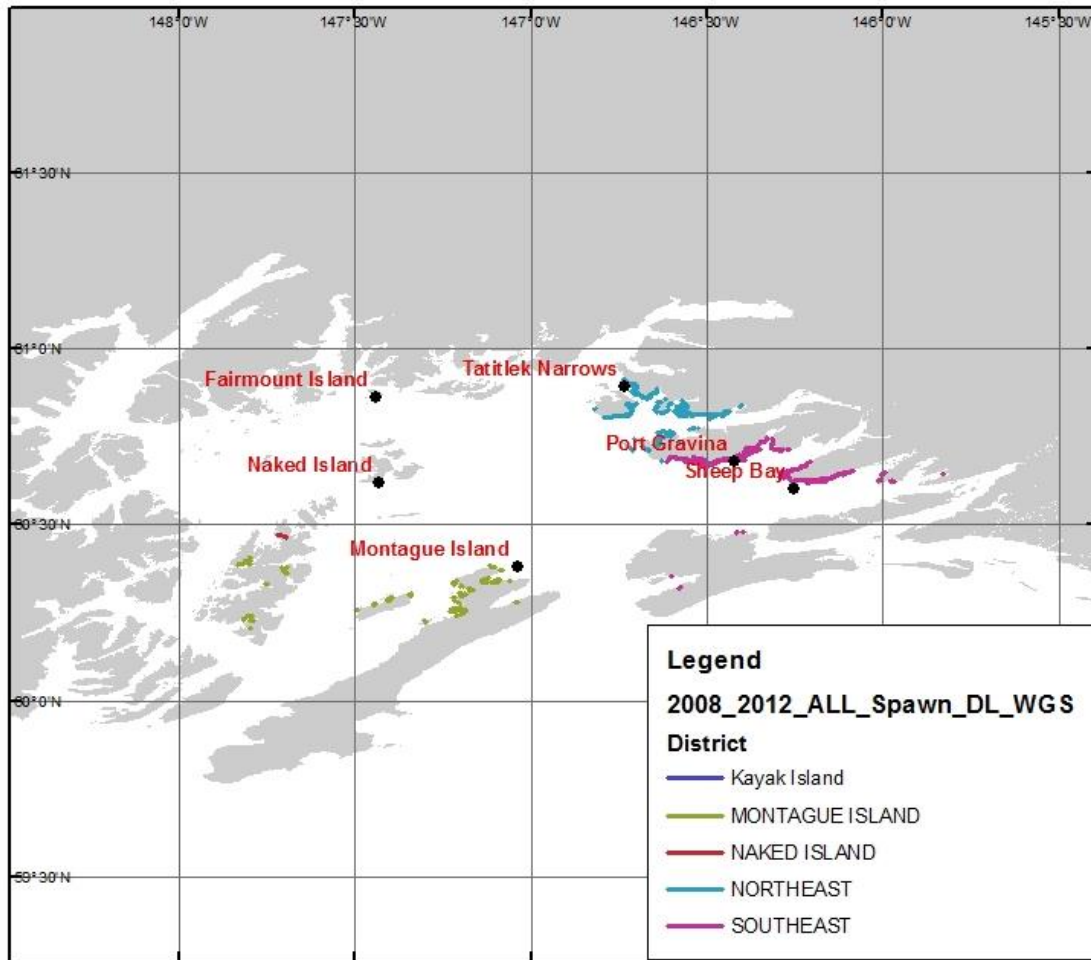 148°0'W 147°30'W 147°0'W 146°30'W 146°0'W 145°30'W
61°30'N
61°0'N
Tatitlek Narrows
Fairmount Island
Port Gravina
Naked Island
Sheep Bay
60°30'N
Montague Island
60°0'N
59°30'N
Legend
2008_2012_ALL_Spawn_DL_WGS
District
Kayak Island
MONTAGUE ISLAND
NAKED ISLAND
NORTHEAST
SOUTHEAST